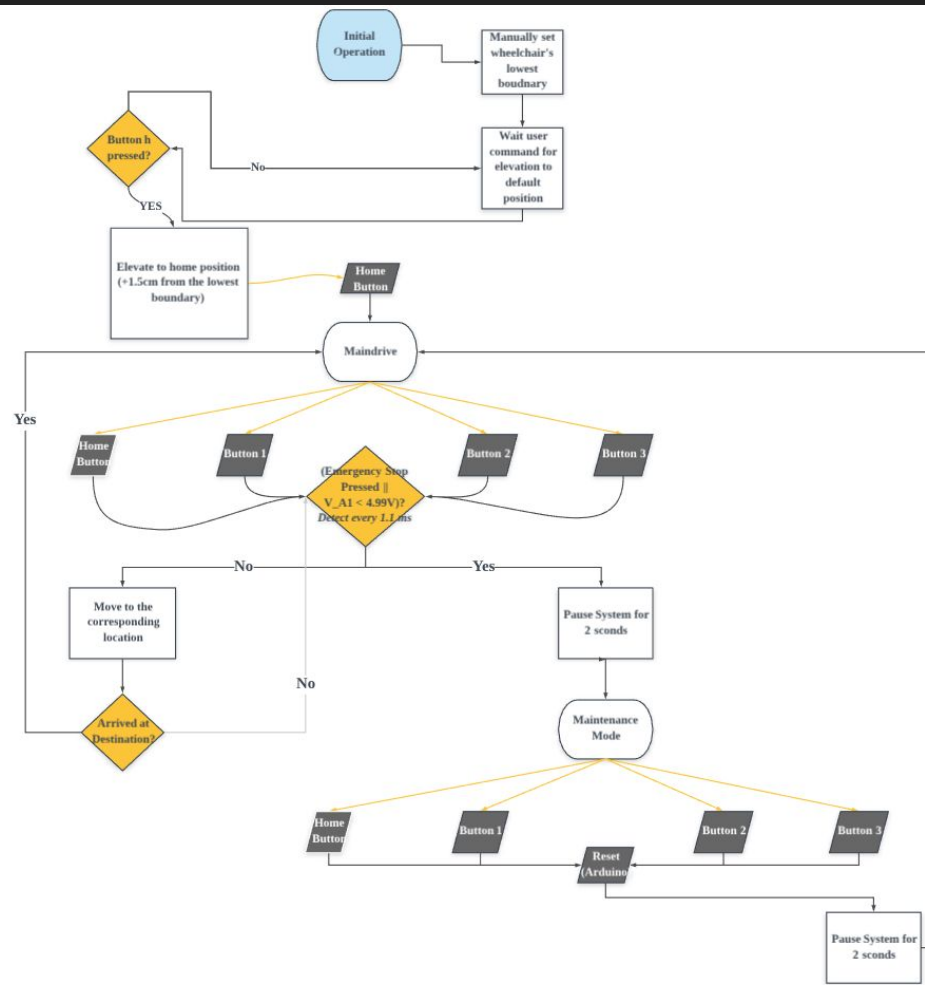 Initial
Operation
Manually set
wheelchair's
lowest
boudnary
Wait user
command for
elevation to
default
position
Button h
pressed?
No
YES
Elevate to home position
(+1.5cm from the lowest
boundary)
Home
Button
Maindrive
Yes
Home
Button
Button 1
(Emergency Stop
Pressed ||
V_A1 < 4.99V)?
Detect every 1.1 ms
Button 2
Button 3
No
Yes
Move to the
corresponding
location
Pause System for
2 sconds
No
Arrived at
Destination?
Maintenance
Mode
Home
Button
Button 1
Button 2
Button 3
Reset
(Arduino
Pause System for
2 sconds